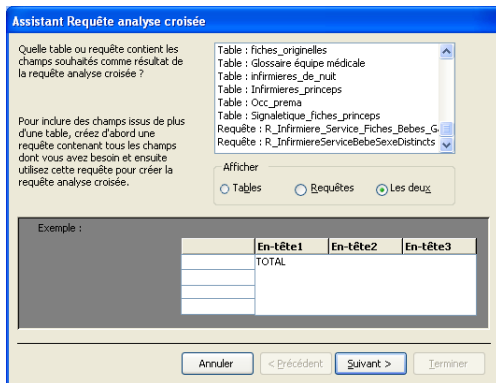 Assistant Requête analyse croisée
Quelle table ou requête contient les
champs souhaités comme résultat de
la requête analyse croisée ?
Pour inclure des champs issus de plus
d'une table, créez d'abord une
requête contenant tous les champs
dont vous avez besoin et ensuite
utilisez cette requête pour créer la
requête analyse croisée.
Table : fiches_originelles
Table : Glossaire équipe médicale
Table : infirmieres_de_nuit
Table : Infirmieres_princeps
Table : Occ_prema
Table : Signaletique_fiches_princeps
Requête : R_Infirmiere_Service_Fiches_Bebes_G
Requête : R_InfirmiereServiceBebeSexeDistincts
Afficher
Tables Requêtes Les deux
Exemple :
En-tête1 En-tête2 En-tête3
TOTAL
Annuler < Précédent Suivant > Terminer